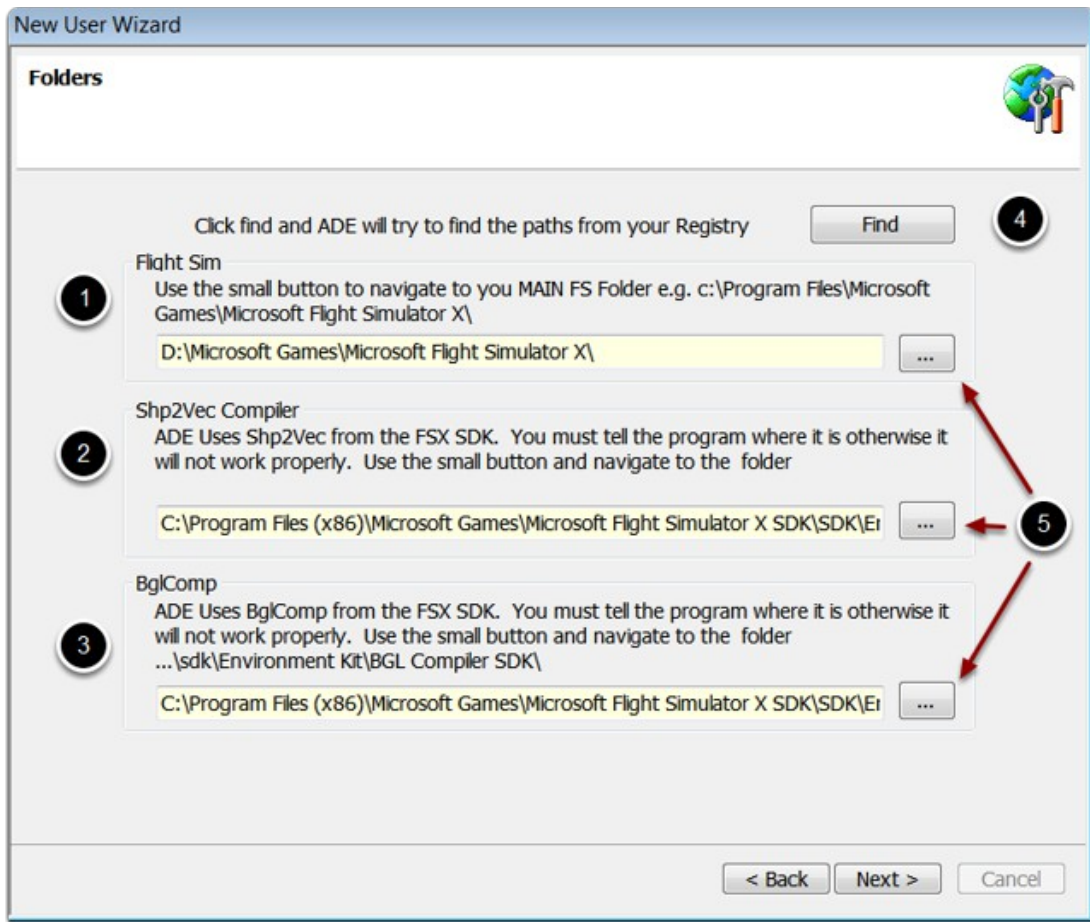 New User Wizard
Folders
Click find and ADE will try to find the paths from your Registry
Find
4
Flight Sim
1
Use the small button to navigate to you MAIN FS Folder e.g. c:\Program Files\Microsoft
Games\Microsoft Flight Simulator X\
D:\Microsoft Games\Microsoft Flight Simulator X\
...
Shp2Vec Compiler
2
ADE Uses Shp2Vec from the FSX SDK. You must tell the program where it is otherwise it
will not work properly. Use the small button and navigate to the folder
C:\Program Files (x86)\Microsoft Games\Microsoft Flight Simulator X SDK\SDK\Er
...
5
BglComp
3
ADE Uses BglComp from the FSX SDK. You must tell the program where it is otherwise it
will not work properly. Use the small button and navigate to the folder
...\sdk\Environment Kit\BGL Compiler SDK\
C:\Program Files (x86)\Microsoft Games\Microsoft Flight Simulator X SDK\SDK\Er
...
< Back
Next >
Cancel